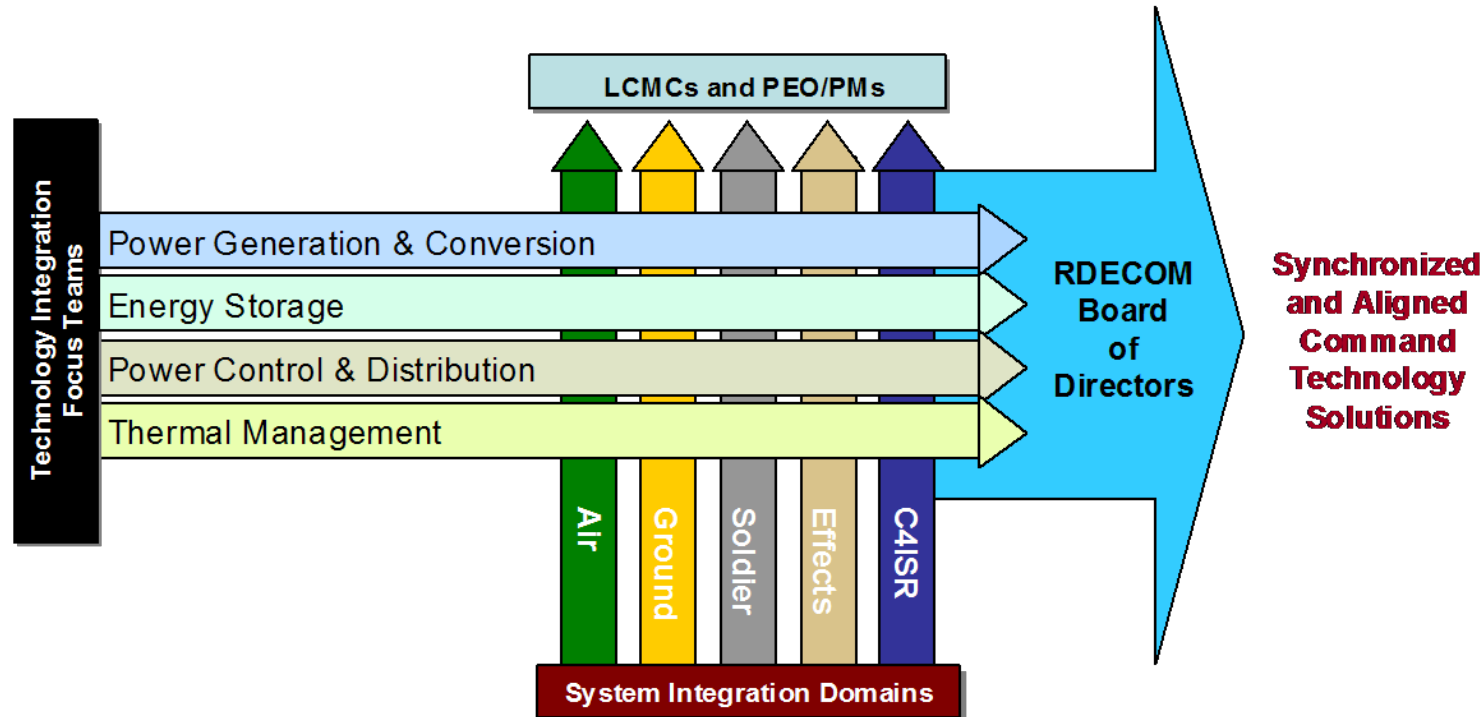 LCMCs and PEO/PMs
Technology Integration
Focus Teams
Power Generation & Conversion
Energy Storage
Power Control & Distribution
Thermal Management
RDECOM
Board
of
Directors
Synchronized
and Aligned
Command
Technology
Solutions
Air
Ground
Soldier
Effects
C4ISR
System Integration Domains